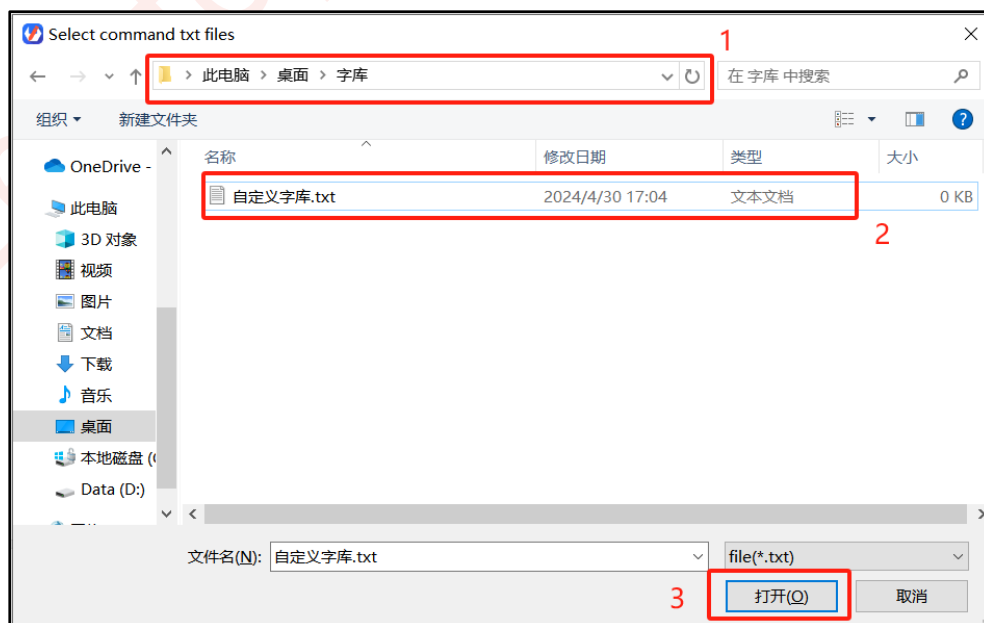 Select command txt files
1
此电脑 > 桌面 > 字库
在 字库 中搜索
组织
新建文件夹
名称
修改日期
类型
大小
OneDrive -
自定义字库.txt
2024/4/30 17:04
文本文档
0 KB
2
此电脑
3D 对象
视频
图片
文档
下载
音乐
桌面
本地磁盘 (
Data (D:)
文件名(N):
自定义字库.txt
file(*.txt)
3
打开(O)
取消